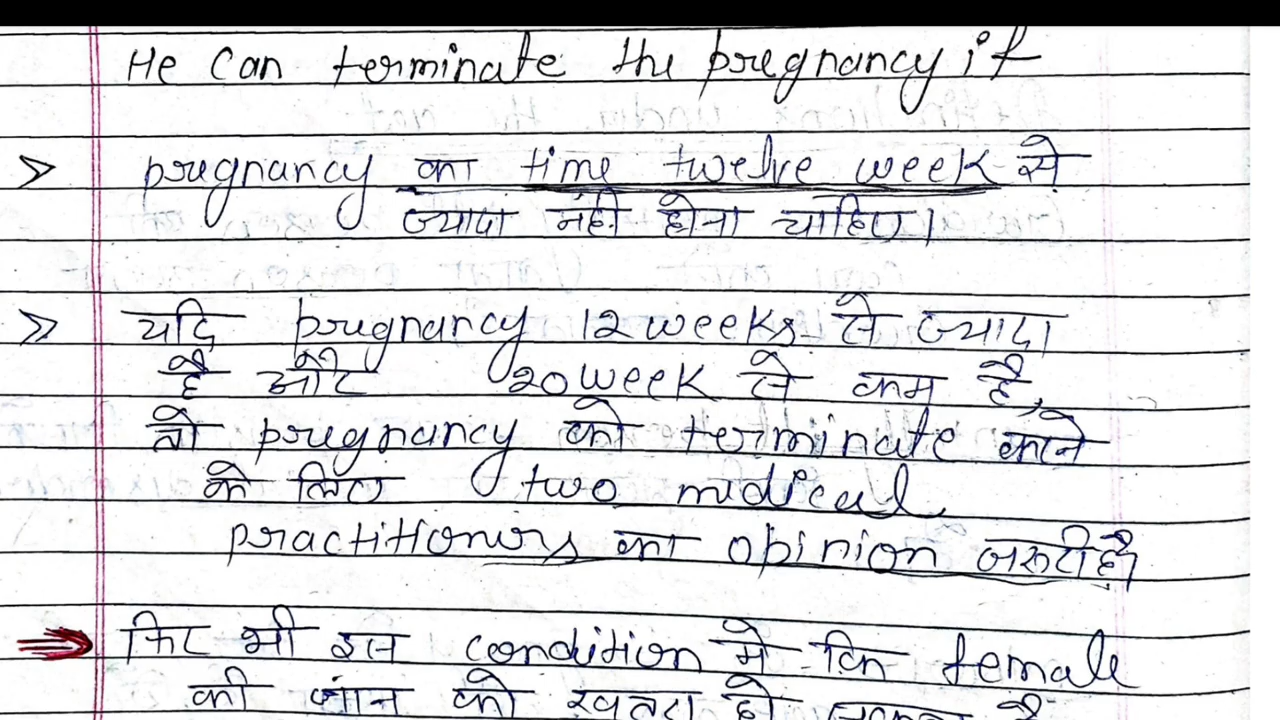 He can terminate the pregnancy if
> pregnancy का time twelve week से
ज्यादा नही होना चाहिए।
>> यदि pregnancy 12 weeks से ज्यादा
है और 20 week से कम है,
तो pregnancy को terminate करने
के लिए two medical
practitioners का opinion जरुरी है।
⇒ फिर भी इस condition में कि female
की जान को खतरा हो सकता है